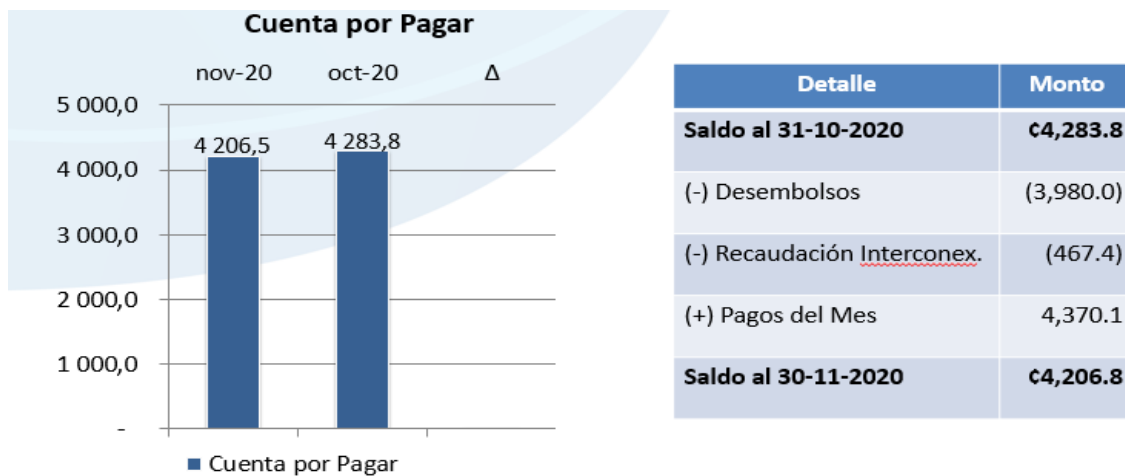 Cuenta por Pagar
nov-20 oct-20 Δ
5 000,0
4 206,5 4 283,8
4 000,0
3 000,0
2 000,0
1 000,0
-
Cuenta por Pagar
Detalle Monto
Saldo al 31-10-2020 ¢4,283.8
(-) Desembolsos (3,980.0)
(-) Recaudación Interconex. (467.4)
(+) Pagos del Mes 4,370.1
Saldo al 30-11-2020 ¢4,206.8